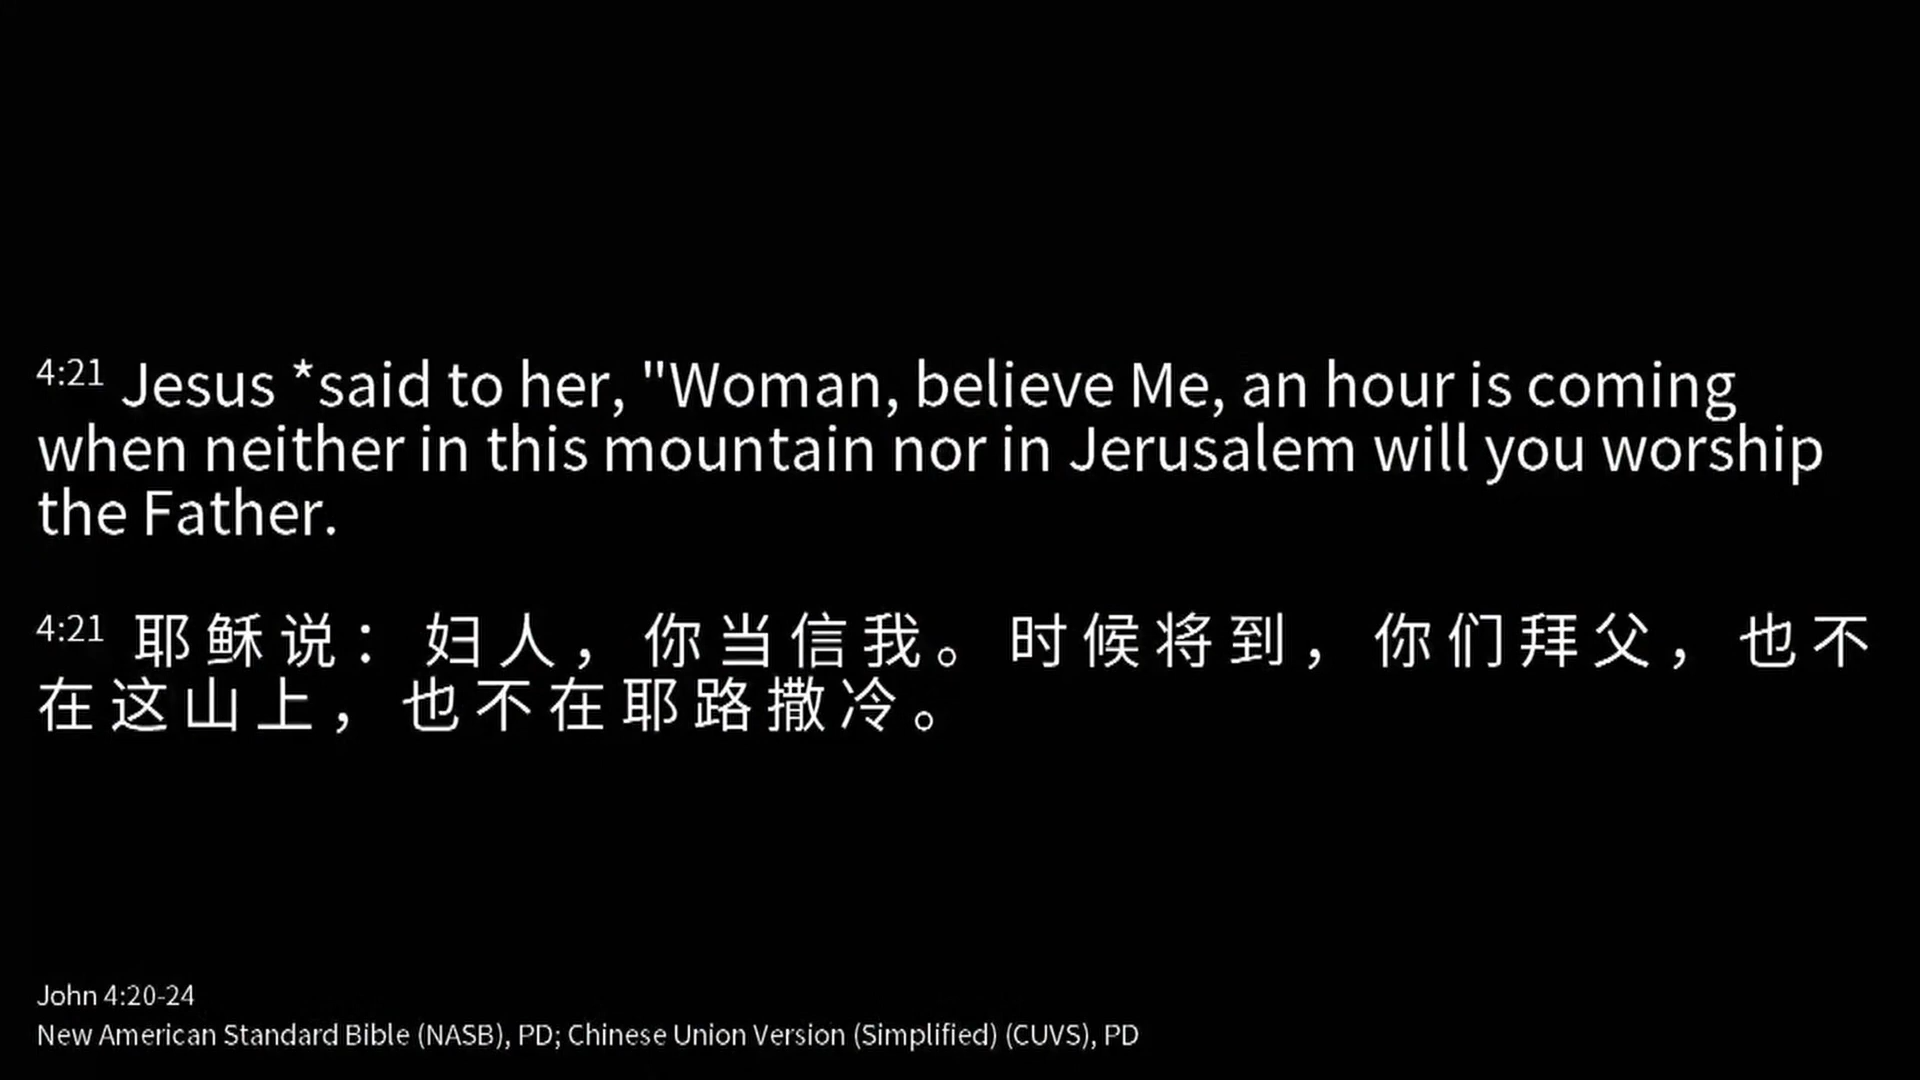 4:21 Jesus *said to her, "Woman, believe Me, an hour is coming
when neither in this mountain nor in Jerusalem will you worship
the Father.
4:21 耶 稣 说 ： 妇 人 ， 你 当 信 我 。 时 候 将 到 ， 你 们 拜 父 ， 也 不
在 这 山 上 ， 也 不 在 耶 路 撒 冷 。
John 4:20-24
New American Standard Bible (NASB), PD; Chinese Union Version (Simplified) (CUVS), PD